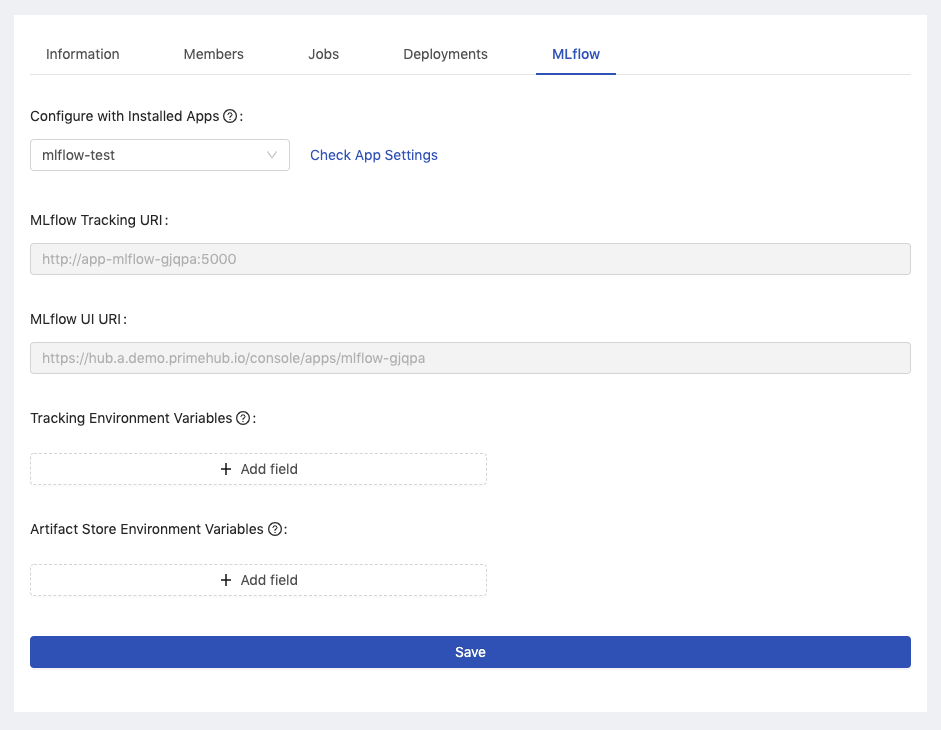 Information Members Jobs Deployments MLflow
Configure with Installed Apps ? :
mlflow-test Check App Settings
MLflow Tracking URI :
http://app-mlflow-gjqpa:5000
MLflow UI URI :
https://hub.a.demo.primehub.io/console/apps/mlflow-gjqpa
Tracking Environment Variables ? :
+ Add field
Artifact Store Environment Variables ? :
+ Add field
Save